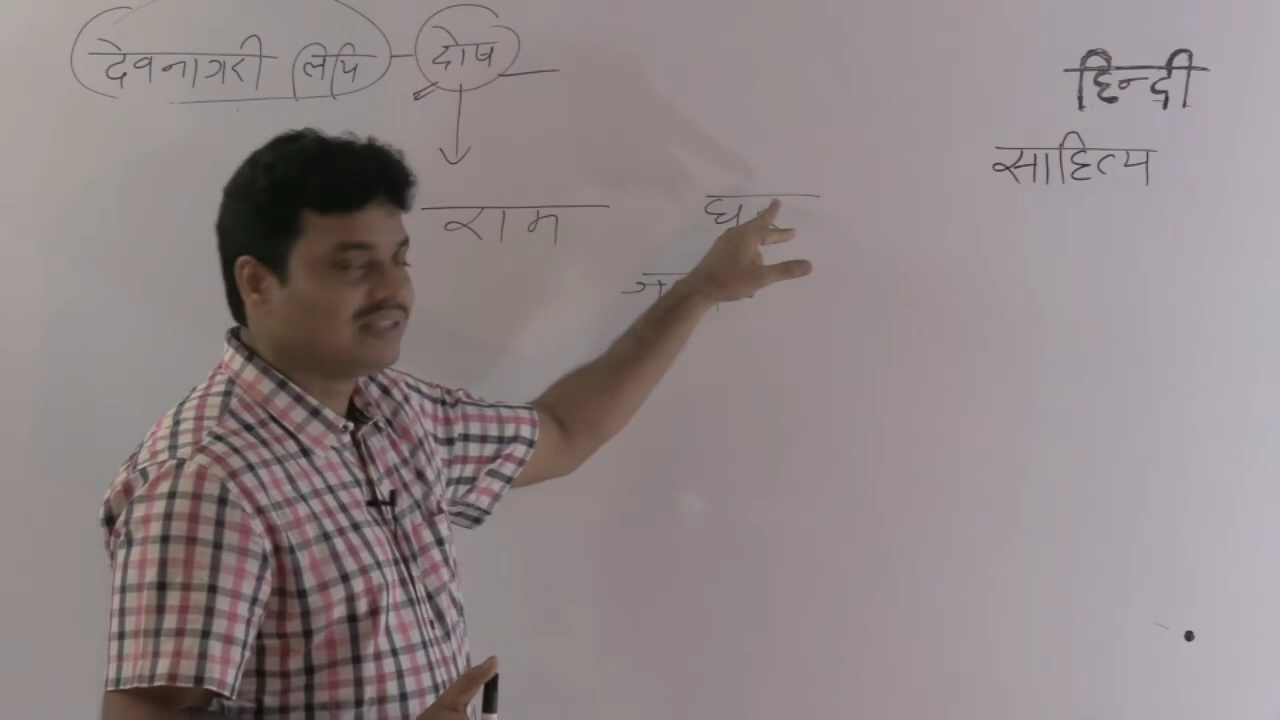 देवनागरी लिपि - दोष
हिन्दी
साहित्य
राम